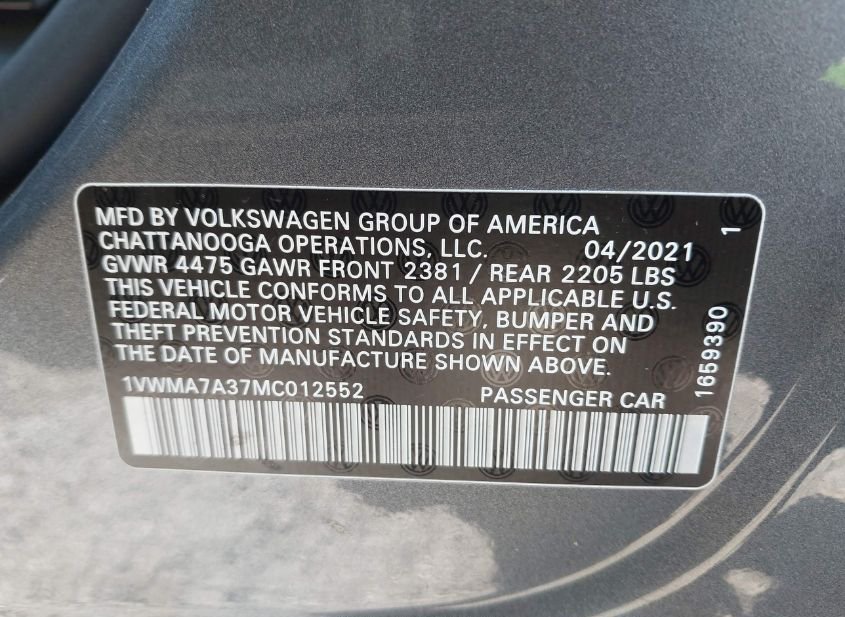 MFD BY VOLKSWAGEN GROUP OF AMERICA
CHATTANOOGA OPERATIONS, LLC. 04/2021
GVWR 4475 GAWR FRONT 2381 / REAR 2205 LBS
THIS VEHICLE CONFORMS TO ALL APPLICABLE U.S.
FEDERAL MOTOR VEHICLE SAFETY, BUMPER AND
THEFT PREVENTION STANDARDS IN EFFECT ON
THE DATE OF MANUFACTURE SHOWN ABOVE.
1VWMA7A37MC012552 PASSENGER CAR
1659390 1